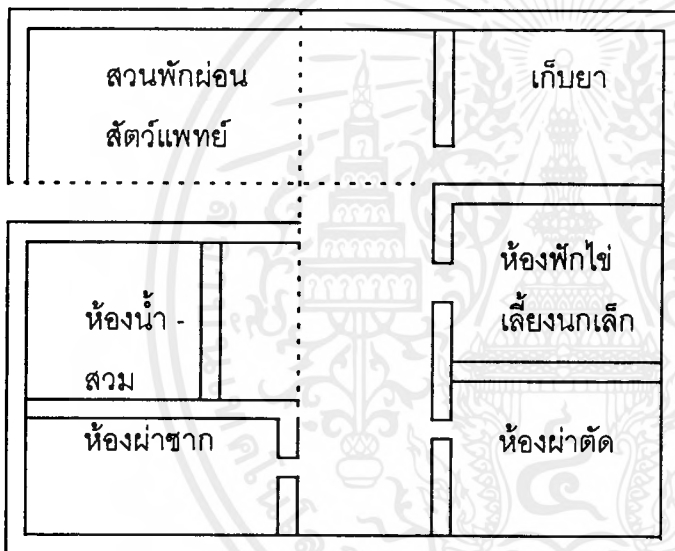 สวนพักผ่อน
สัตว์แพทย์
เก็บยา
ห้องฟักไข่
เลี้ยงนกเล็ก
ห้องน้ำ -
สวม
ห้องผ่าซาก
ห้องผ่าตัด